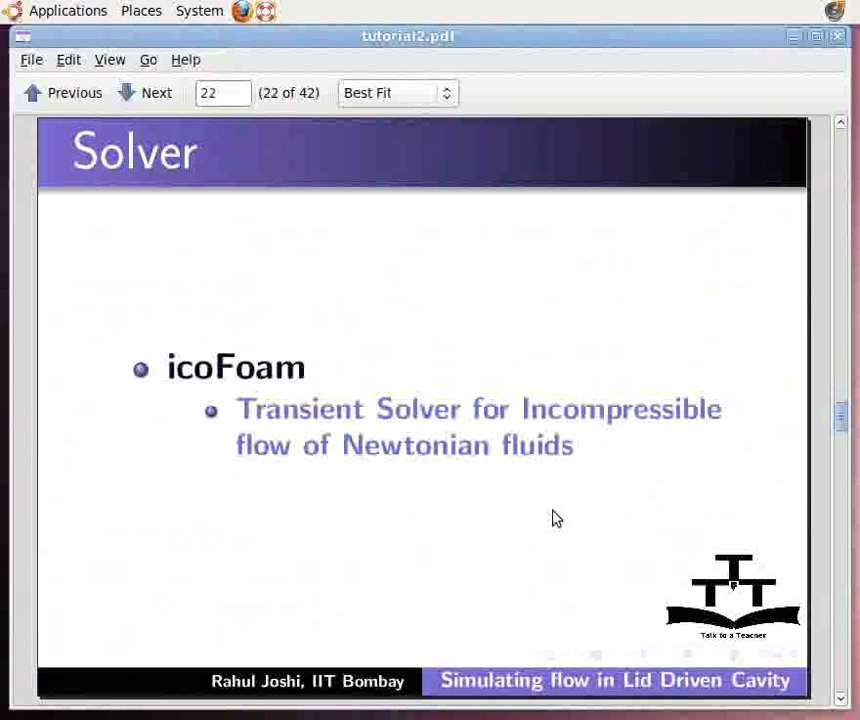 Applications Places System
tutorial2.pdf
File Edit View Go Help
Previous Next 22 (22 of 42) Best Fit
Solver
icoFoam
Transient Solver for Incompressible
flow of Newtonian fluids
T
T T
Talk to a Teacher
Rahul Joshi, IIT Bombay Simulating flow in Lid Driven Cavity